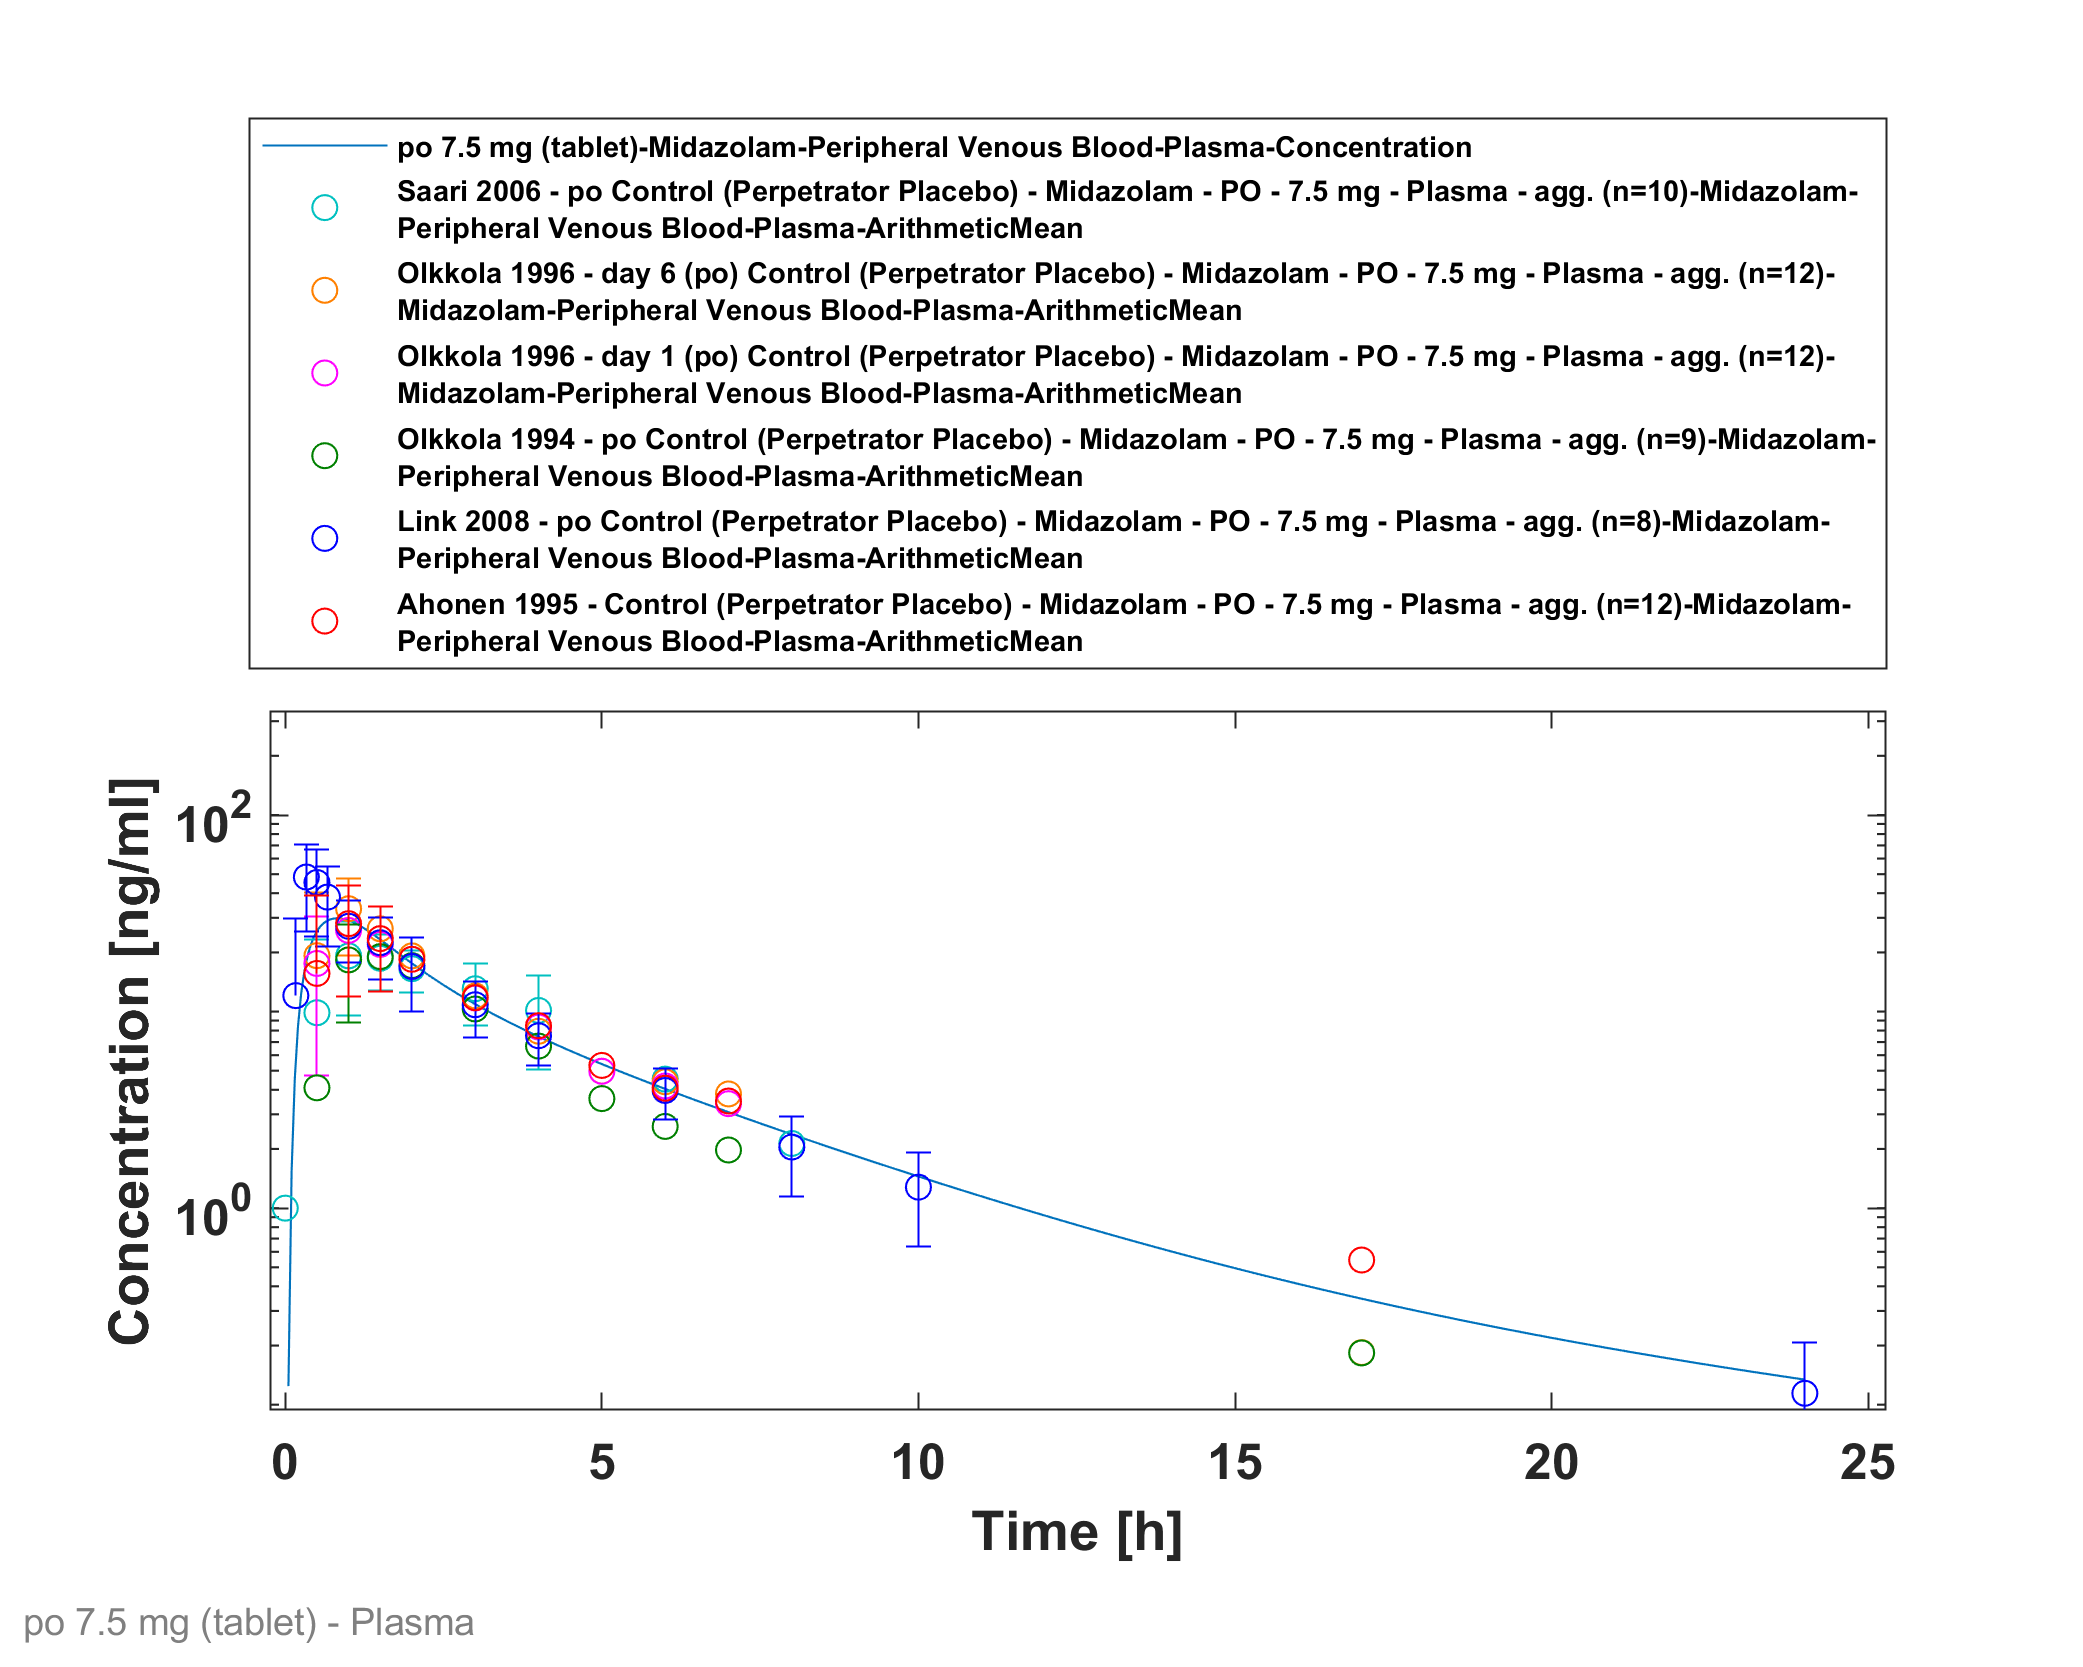 po 7.5 mg (tablet)-Midazolam-Peripheral Venous Blood-Plasma-Concentration
Saari 2006 - po Control (Perpetrator Placebo) - Midazolam - PO - 7.5 mg - Plasma - agg. (n=10)-Midazolam-
Peripheral Venous Blood-Plasma-ArithmeticMean
Olkkola 1996 - day 6 (po) Control (Perpetrator Placebo) - Midazolam - PO - 7.5 mg - Plasma - agg. (n=12)-
Midazolam-Peripheral Venous Blood-Plasma-ArithmeticMean
Olkkola 1996 - day 1 (po) Control (Perpetrator Placebo) - Midazolam - PO - 7.5 mg - Plasma - agg. (n=12)-
Midazolam-Peripheral Venous Blood-Plasma-ArithmeticMean
Olkkola 1994 - po Control (Perpetrator Placebo) - Midazolam - PO - 7.5 mg - Plasma - agg. (n=9)-Midazolam-
Peripheral Venous Blood-Plasma-ArithmeticMean
Link 2008 - po Control (Perpetrator Placebo) - Midazolam - PO - 7.5 mg - Plasma - agg. (n=8)-Midazolam-
Peripheral Venous Blood-Plasma-ArithmeticMean
Ahonen 1995 - Control (Perpetrator Placebo) - Midazolam - PO - 7.5 mg - Plasma - agg. (n=12)-Midazolam-
Peripheral Venous Blood-Plasma-ArithmeticMean
Concentration [ng/ml]
10^2
10^0
0 5 10 15 20 25
Time [h]
po 7.5 mg (tablet) - Plasma